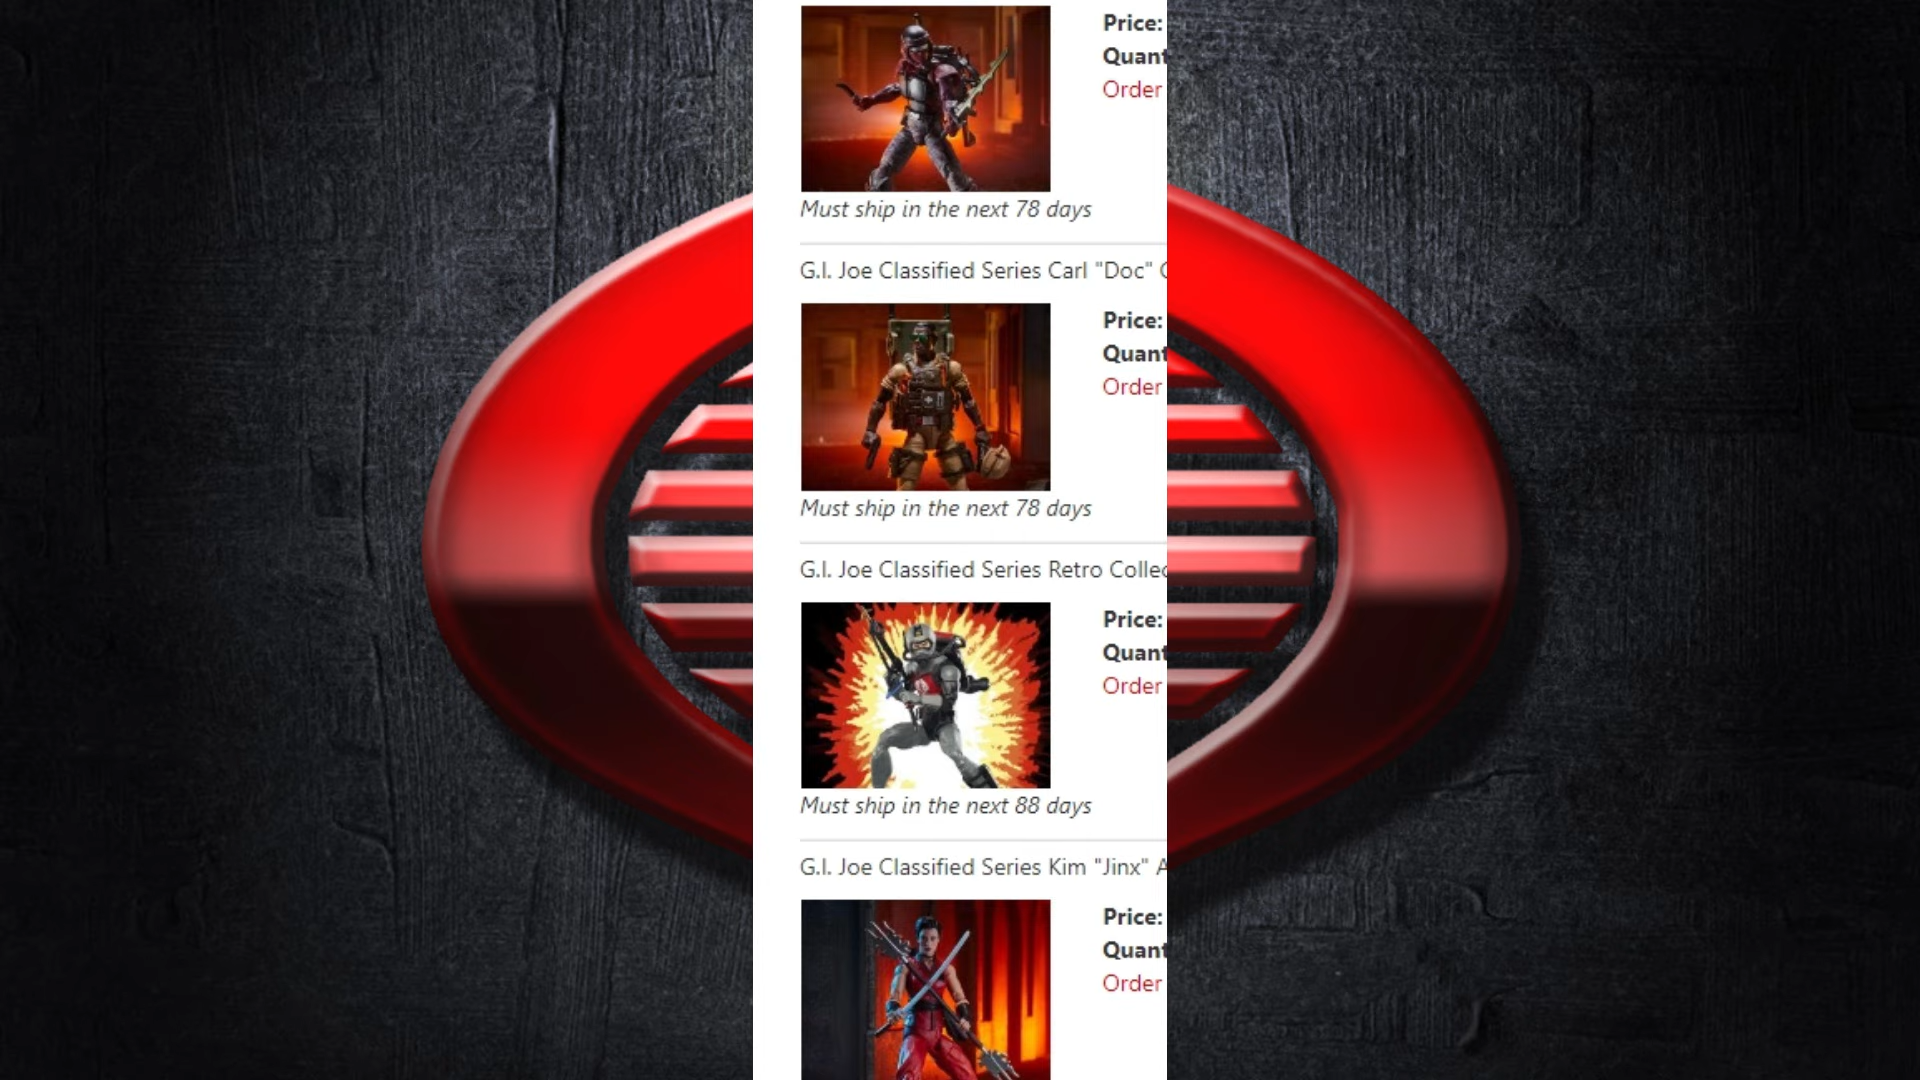 Price:
Quant
Order
Must ship in the next 78 days
G.I. Joe Classified Series Carl "Doc"
Price:
Quant
Order
Must ship in the next 78 days
G.I. Joe Classified Series Retro Collec
Price:
Quant
Order
Must ship in the next 88 days
G.I. Joe Classified Series Kim "Jinx" A
Price:
Quant
Order